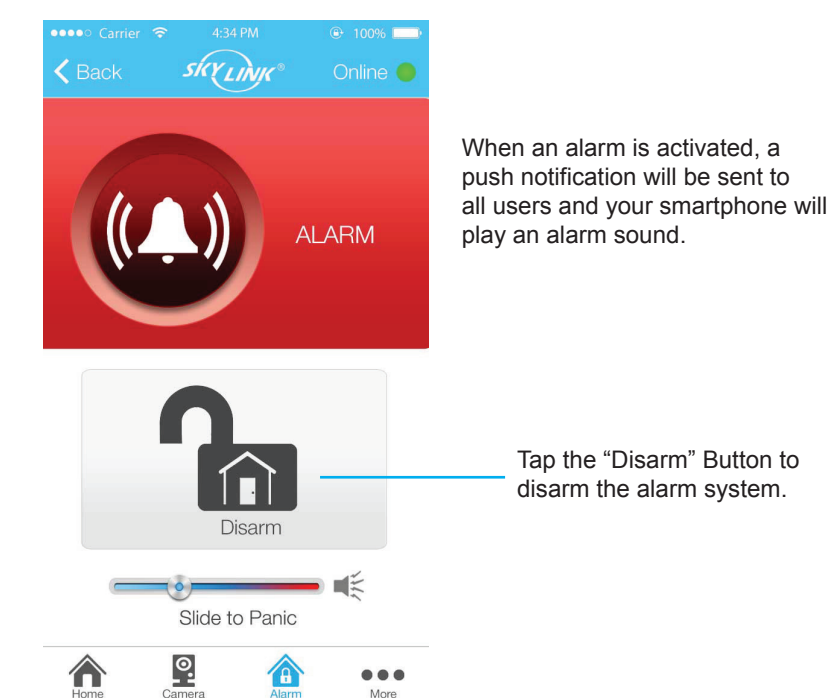 Carrier 4:34 PM 100%
Back SKYLINK® Online
When an alarm is activated, a
push notification will be sent to
all users and your smartphone will
play an alarm sound.
ALARM
Tap the “Disarm” Button to
disarm the alarm system.
Disarm
Slide to Panic
Home Camera Alarm More